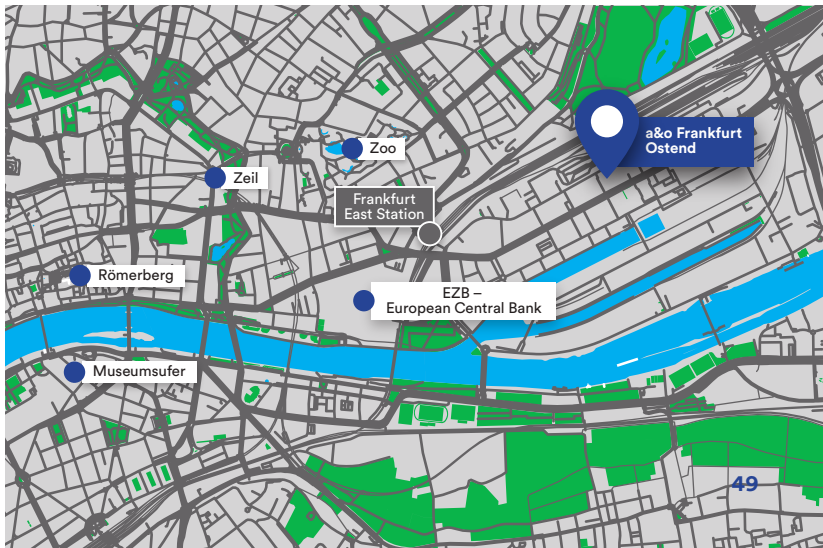 a&o Frankfurt
Ostend
Zoo
Zeil
Frankfurt
East Station
Römerberg
EZB –
European Central Bank
Museumsufer
49